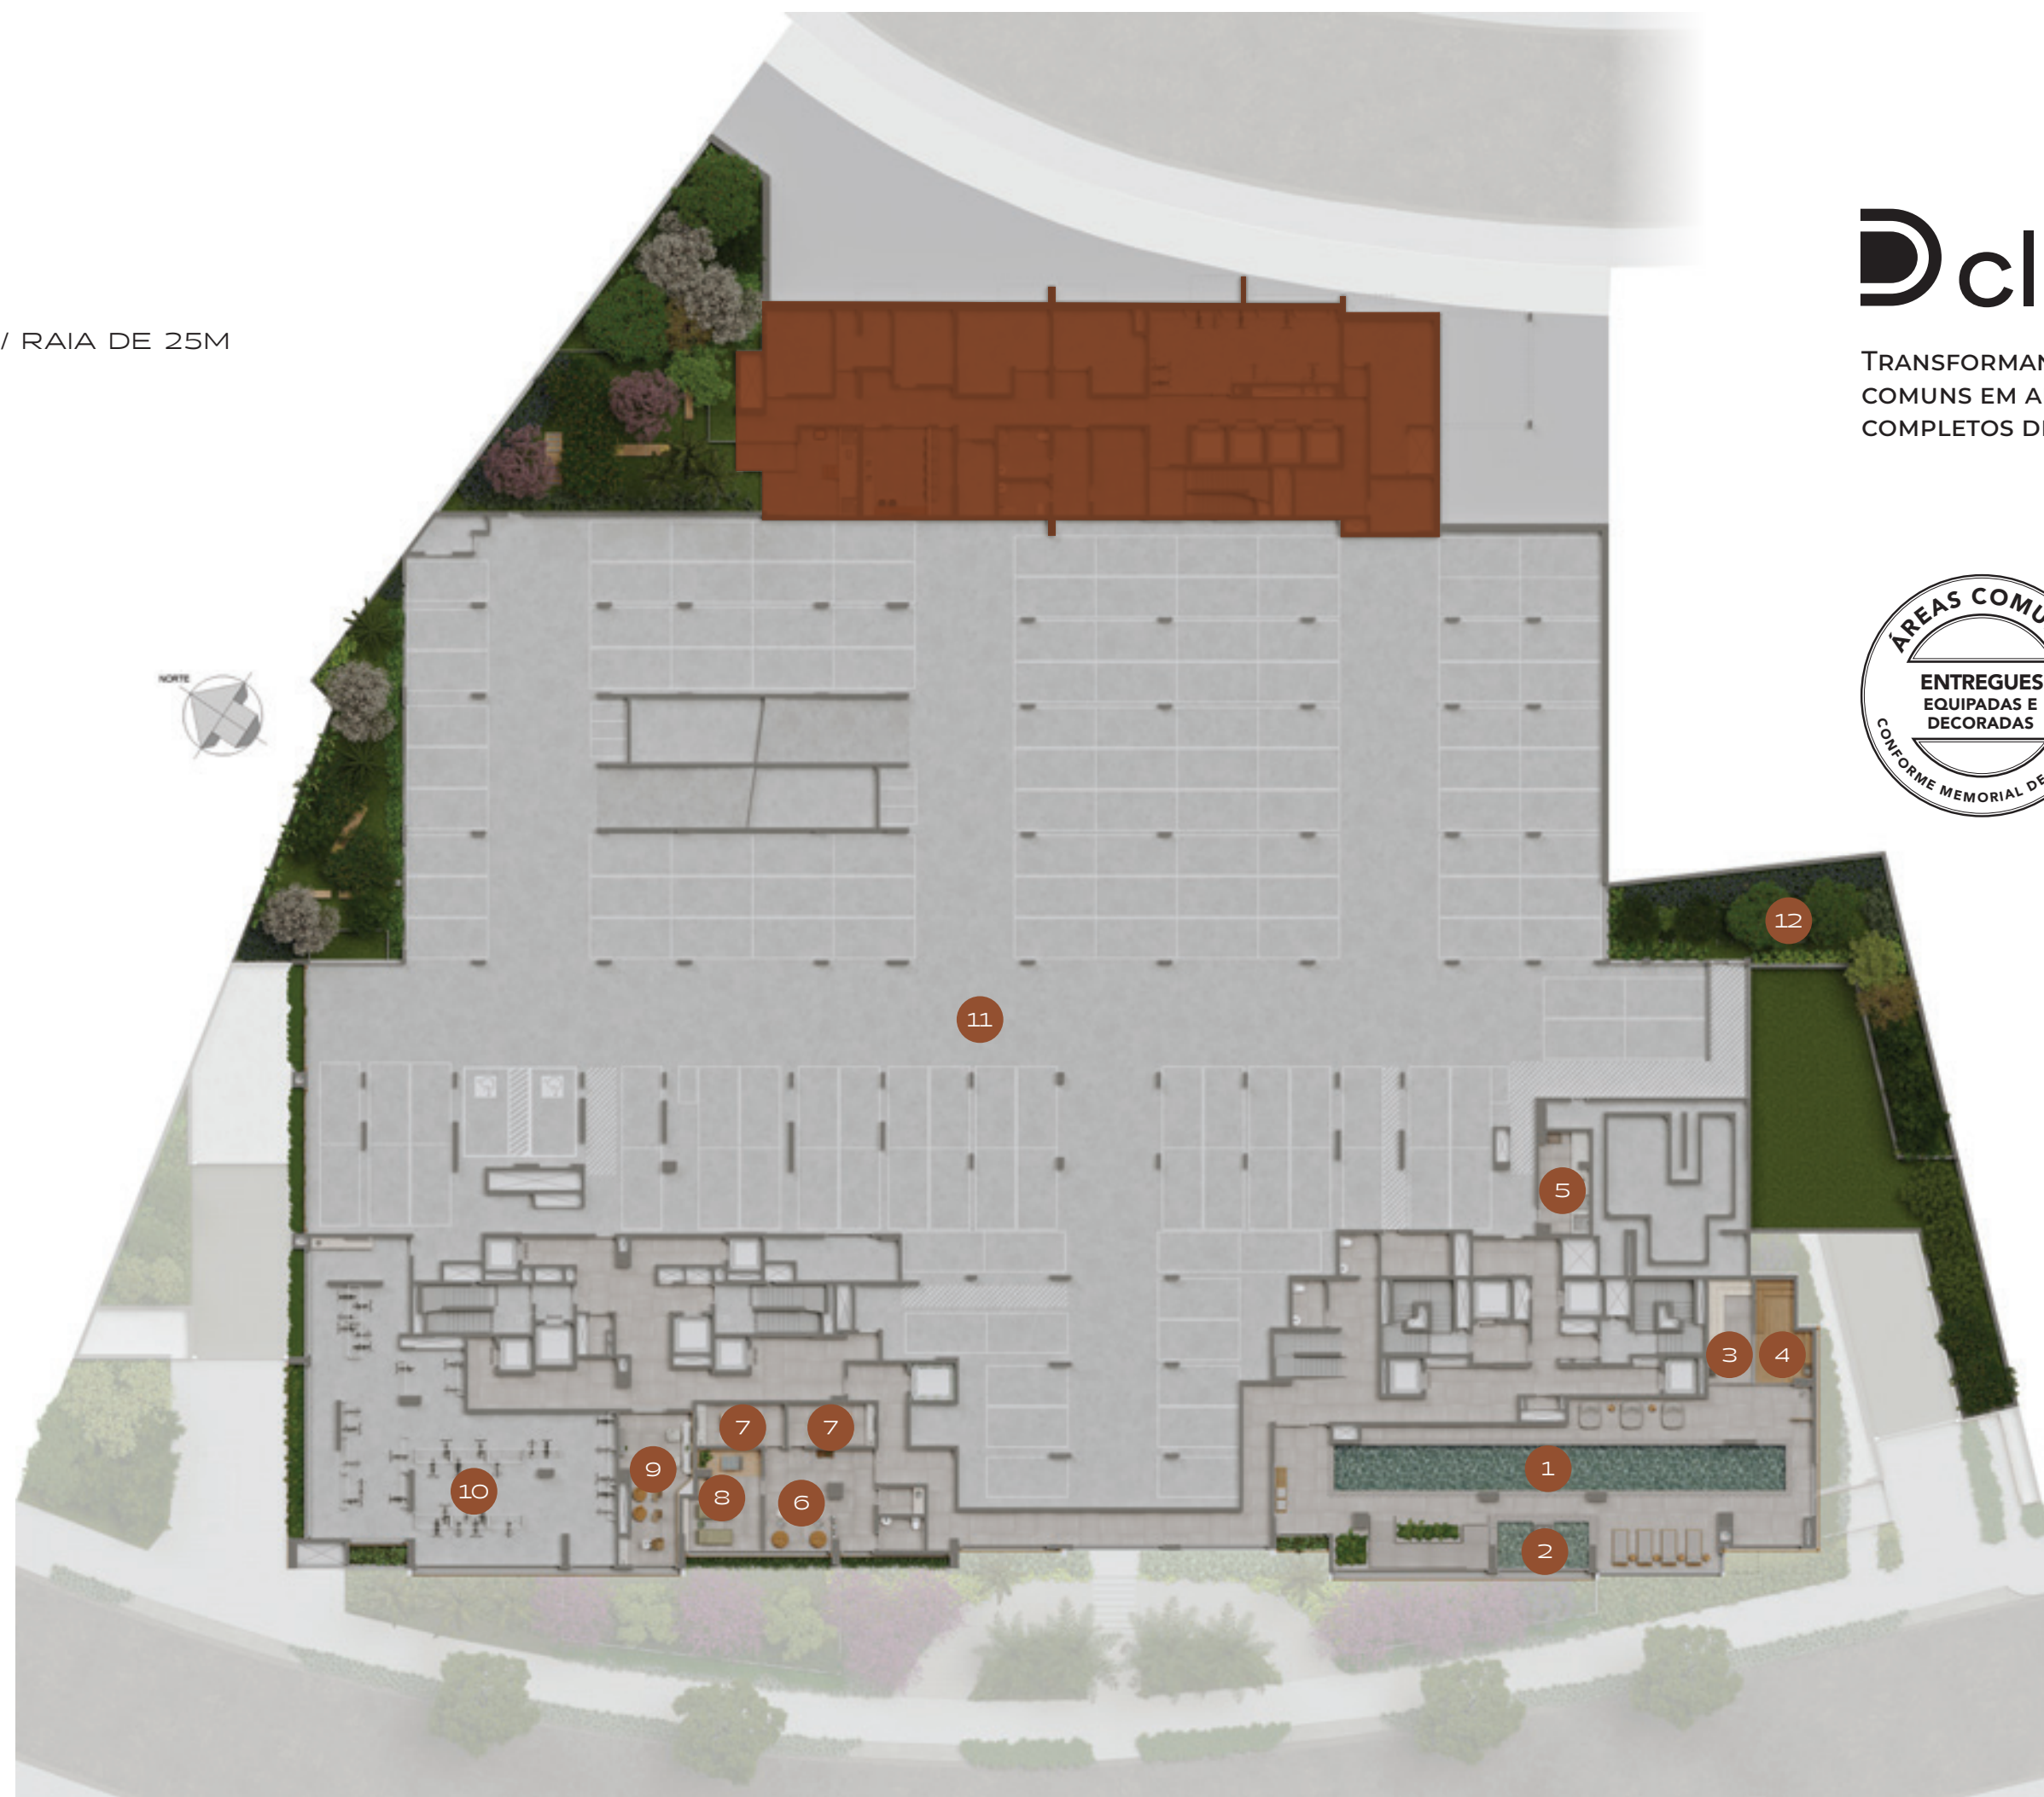 / RAIA DE 25M
cl
TRANSFORMAN
COMUNS EM A
COMPLETOS D
ÁREAS COMU
ENTREGUES
EQUIPADAS E
DECORADAS
CONFORME MEMORIAL DE
NORTE
12
11
5
3
4
7
7
9
1
10
8
6
2